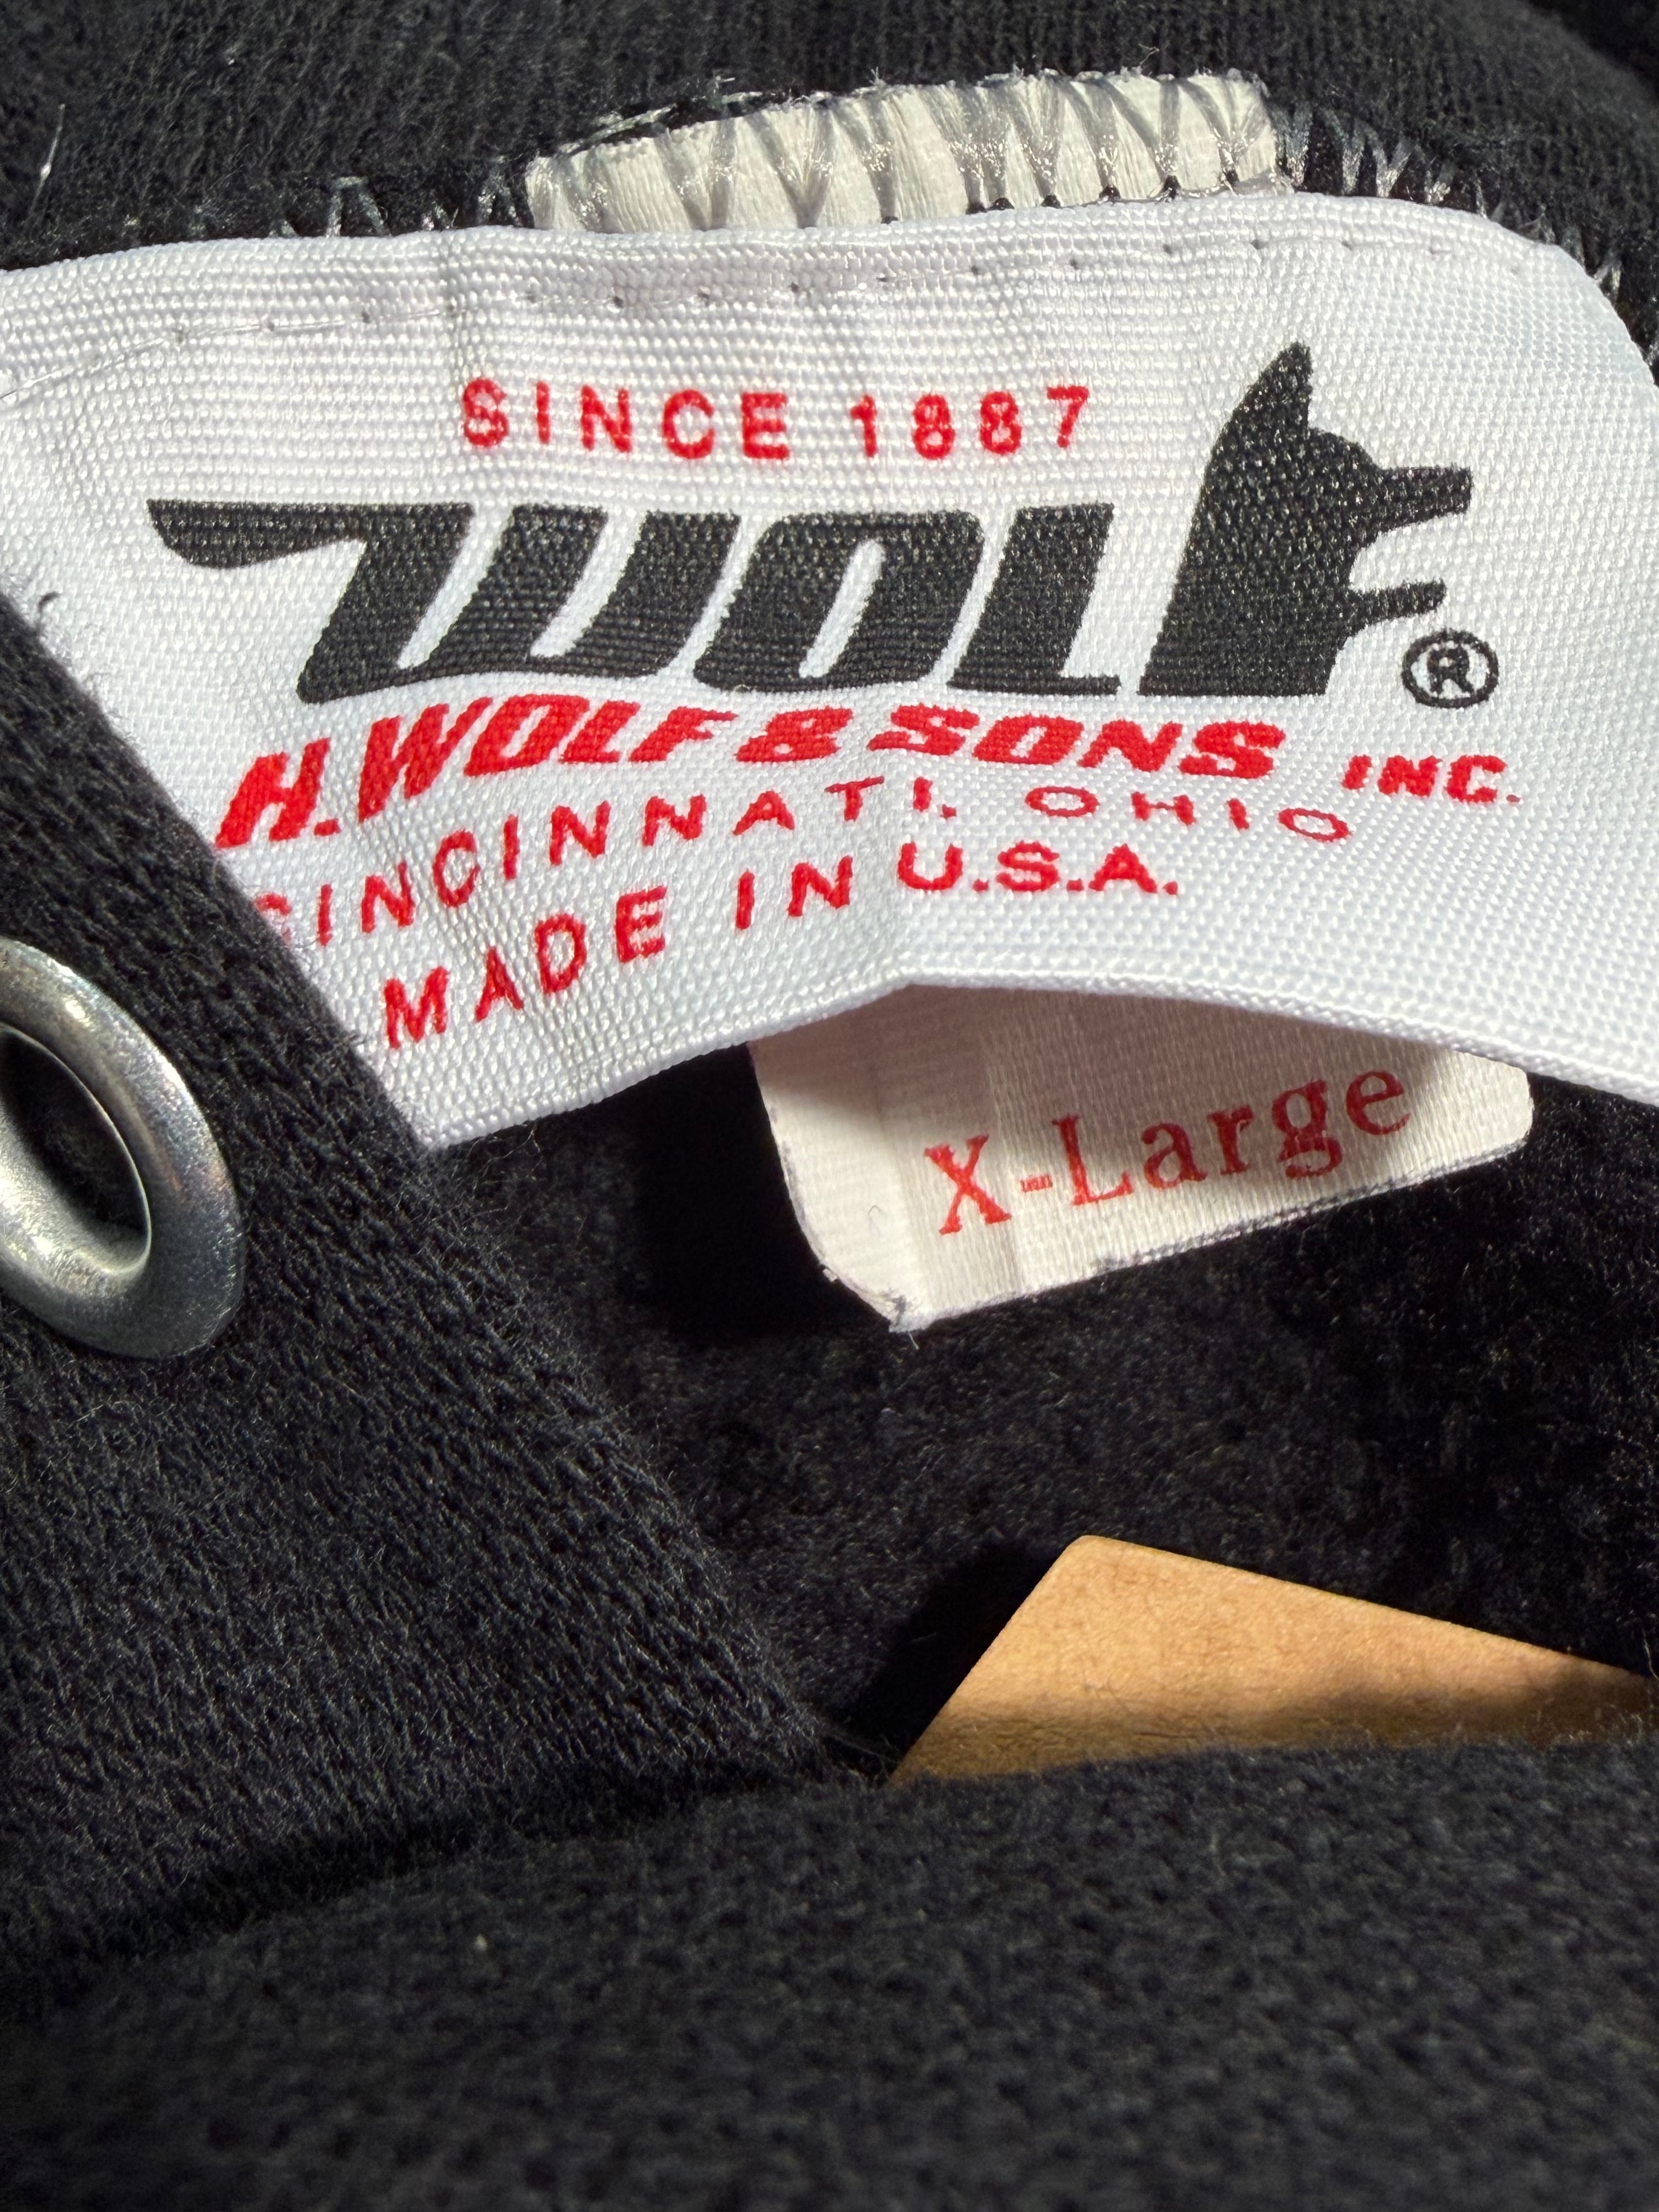 SINCE 1887
WOLF®
H. WOLF & SONS INC.
CINCINNATI, OHIO
MADE IN U.S.A.
X-Large